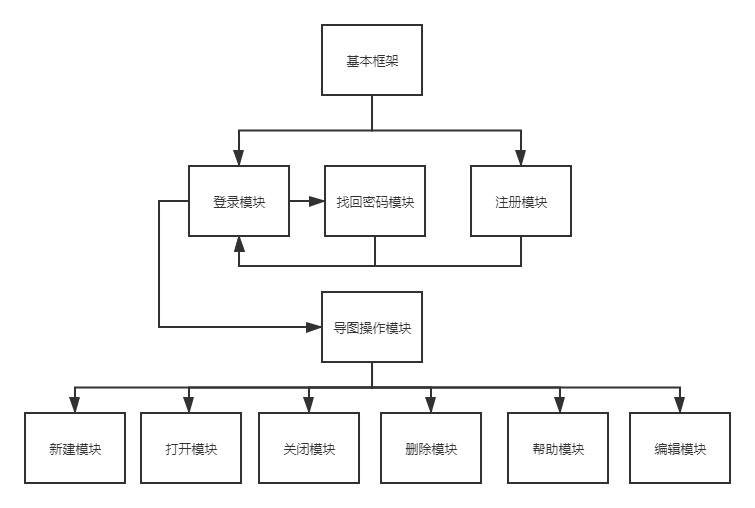 基本框架
登录模块
找回密码模块
注册模块
导图操作模块
新建模块
打开模块
关闭模块
删除模块
帮助模块
编辑模块